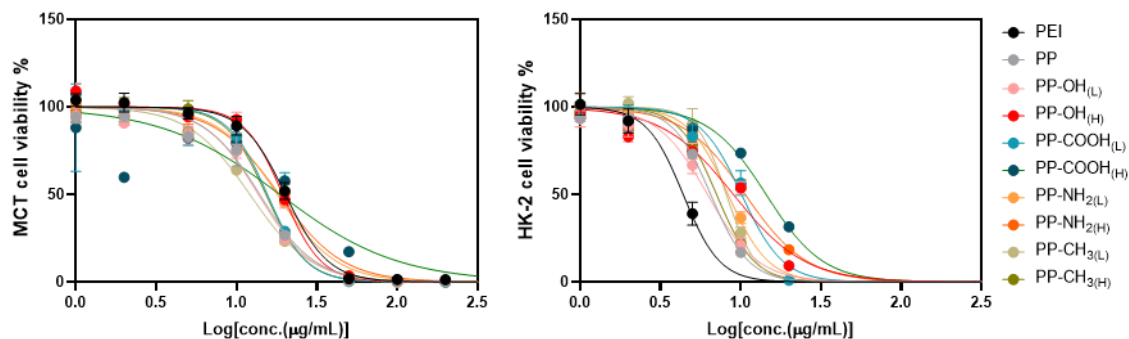 MCT cell viability %
150
100
50
0
0.0 0.5 1.0 1.5 2.0 2.5
Log[conc.(μg/mL)]
HK-2 cell viability %
150
100
50
0
0.0 0.5 1.0 1.5 2.0 2.5
Log[conc.(μg/mL)]
PEI
PP
PP-OH(L)
PP-OH(H)
PP-COOH(L)
PP-COOH(H)
PP-NH2(L)
PP-NH2(H)
PP-CH3(L)
PP-CH3(H)